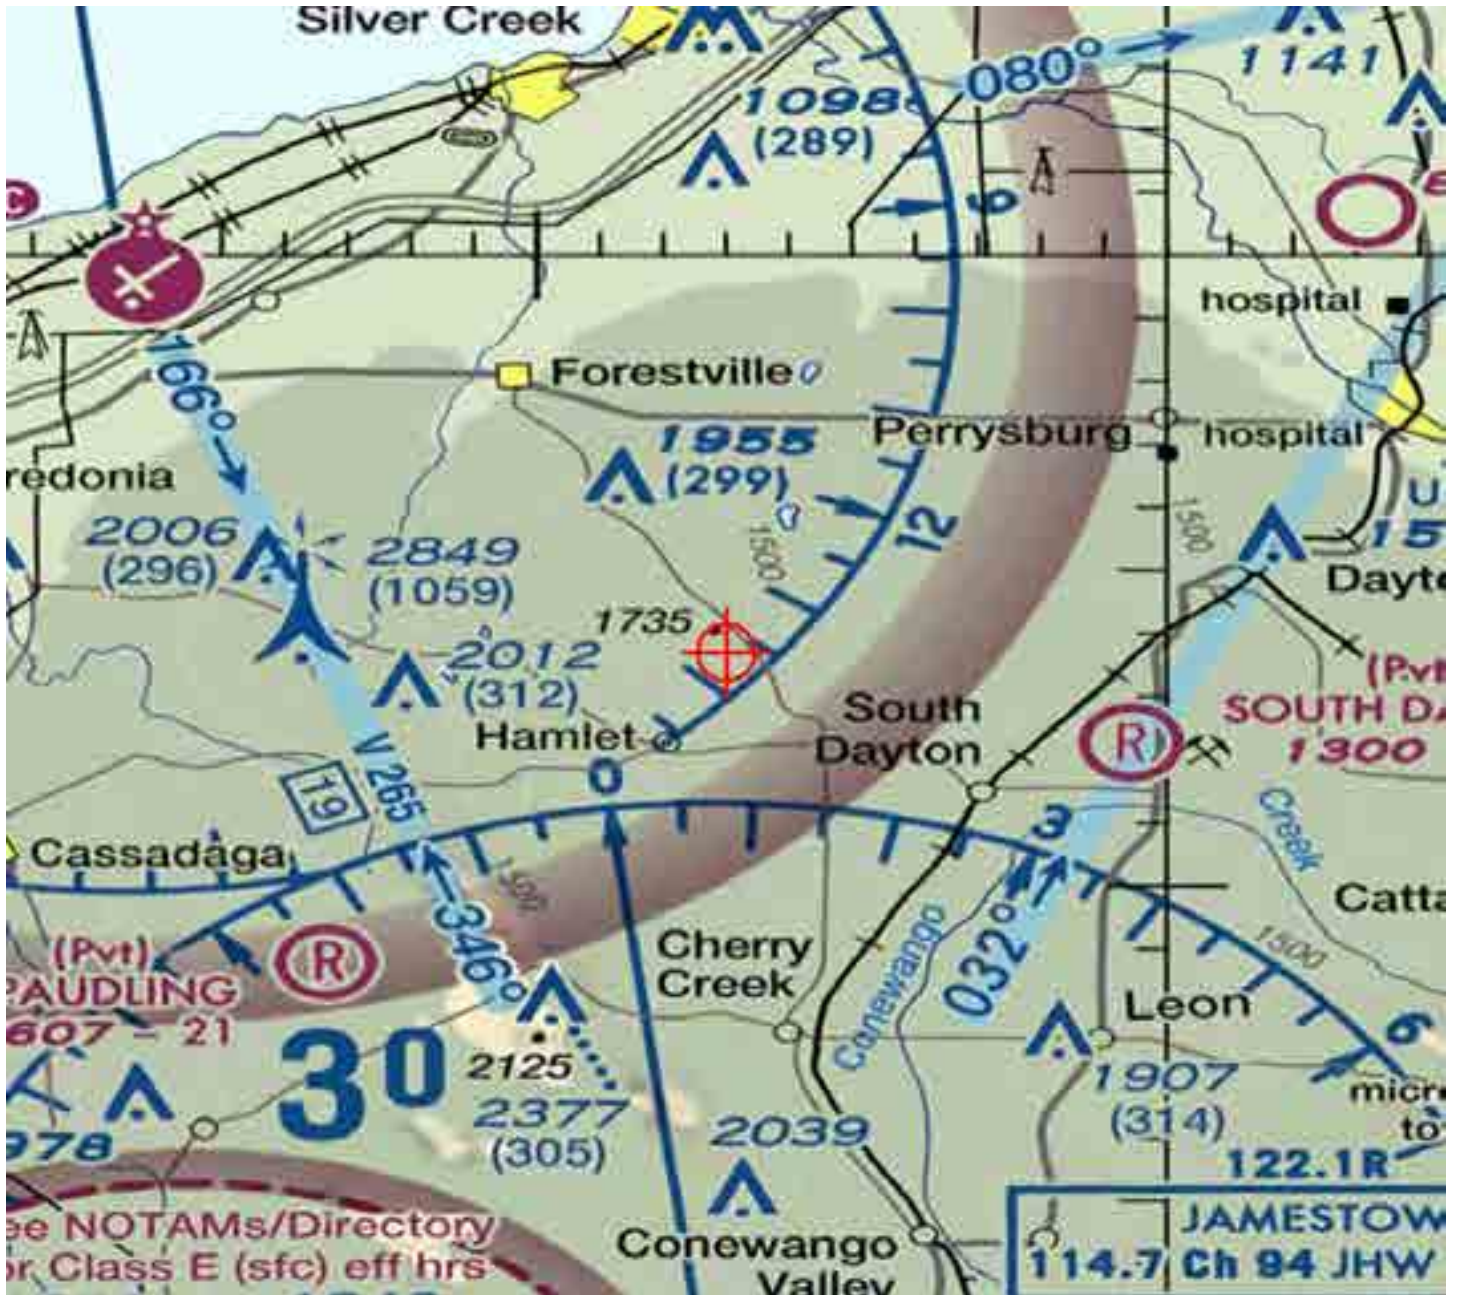 Silver Creek
080°
1141
1098
(289)
C
9
hospital
Forestville
166°
1955
(299)
Perrysburg
hospital
redonia
12
1500
1500
2006
(296)
2849
(1059)
U
15
Dayto
1735
2012
(312)
(Pvt
SOUTH DA
1300
Hamlet
South
Dayton
R
V 265
19
0
Creek
3
Cassadaga
1500
Catta
346°
032°
Conewango
1500
(Pvt)
PAUDLING
607 - 21
R
Cherry
Creek
Leon
6
30
2125
2377
(305)
1907
(314)
micro
to
978
2039
122.1R
ee NOTAMs/Directory
or Class E (sfc) eff hrs
Conewango
Valley
JAMESTOW
114.7 Ch 94 JHW